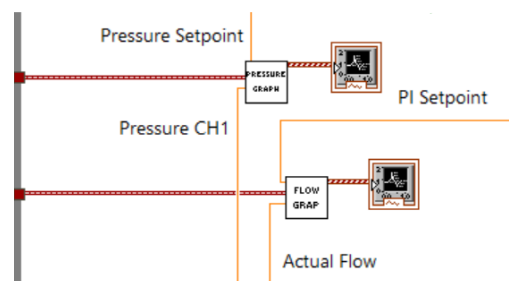 Pressure Setpoint
PRESSURE
GRAPH
PI Setpoint
Pressure CH1
FLOW
GRAP
Actual Flow